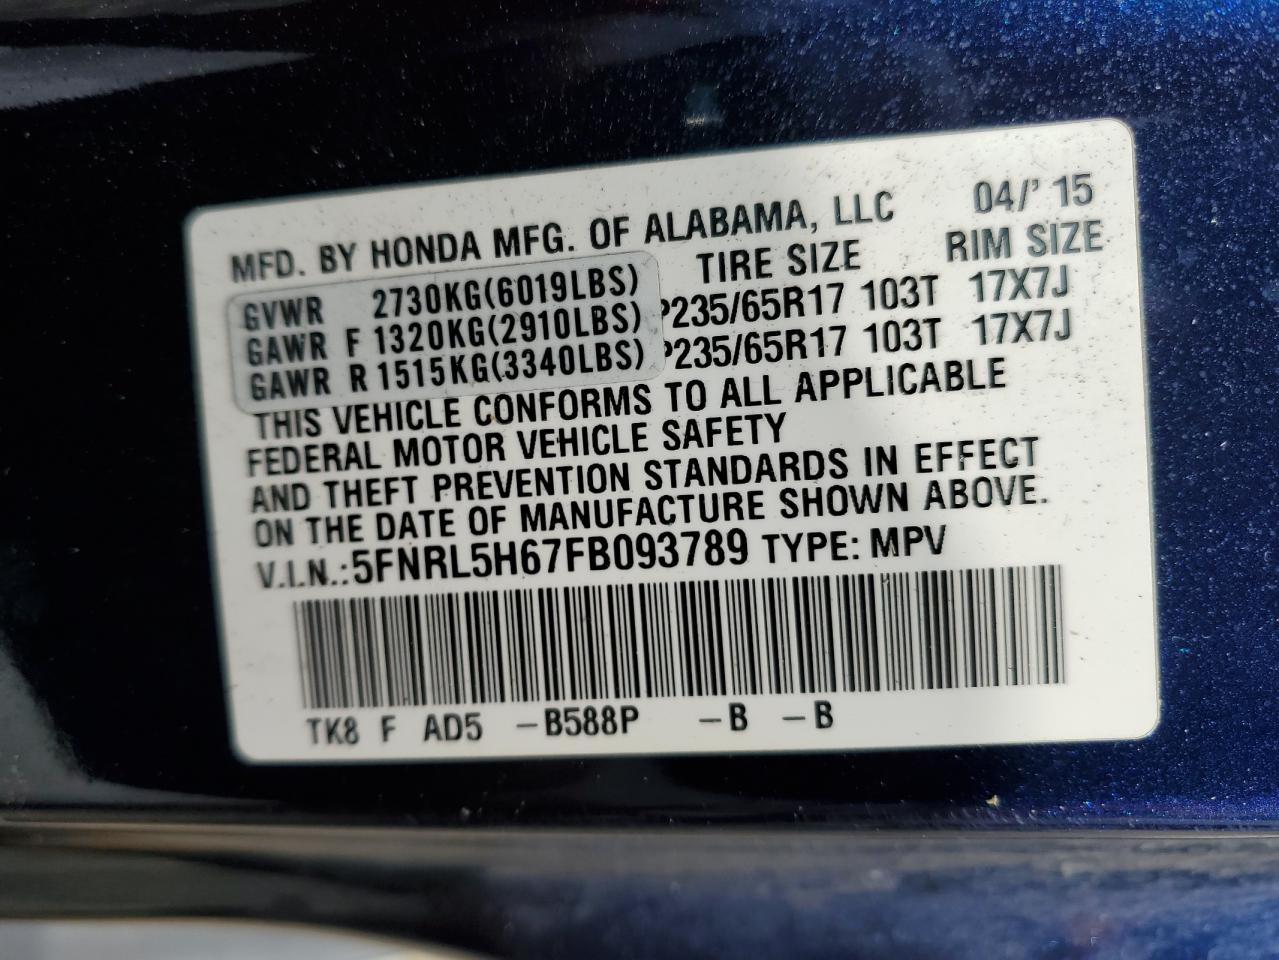 MFD. BY HONDA MFG. OF ALABAMA, LLC 04/' 15
TIRE SIZE RIM SIZE
GVWR 2730KG(6019LBS)
GAWR F 1320KG(2910LBS) P235/65R17 103T 17X7J
GAWR R 1515KG(3340LBS) P235/65R17 103T 17X7J
THIS VEHICLE CONFORMS TO ALL APPLICABLE
FEDERAL MOTOR VEHICLE SAFETY
AND THEFT PREVENTION STANDARDS IN EFFECT
ON THE DATE OF MANUFACTURE SHOWN ABOVE.
V.I.N.:5FNRL5H67FB093789 TYPE: MPV
TK8 F AD5 -B588P -B -B